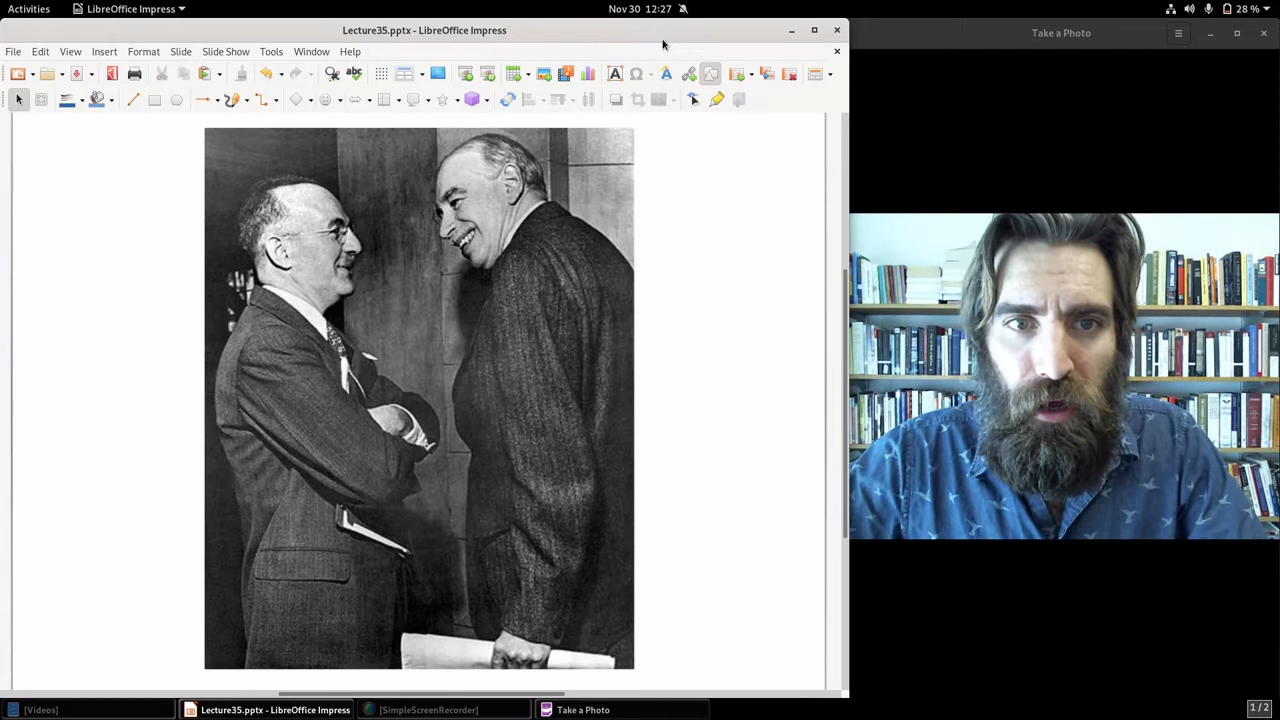 Activities
LibreOffice Impress
Nov 30 12:27
28 %
Lecture35.pptx - LibreOffice Impress
Take a Photo
File Edit View Insert Format Slide Slide Show Tools Window Help
[Videos]
Lecture35.pptx - LibreOffice Impress
[SimpleScreenRecorder]
Take a Photo
1/2